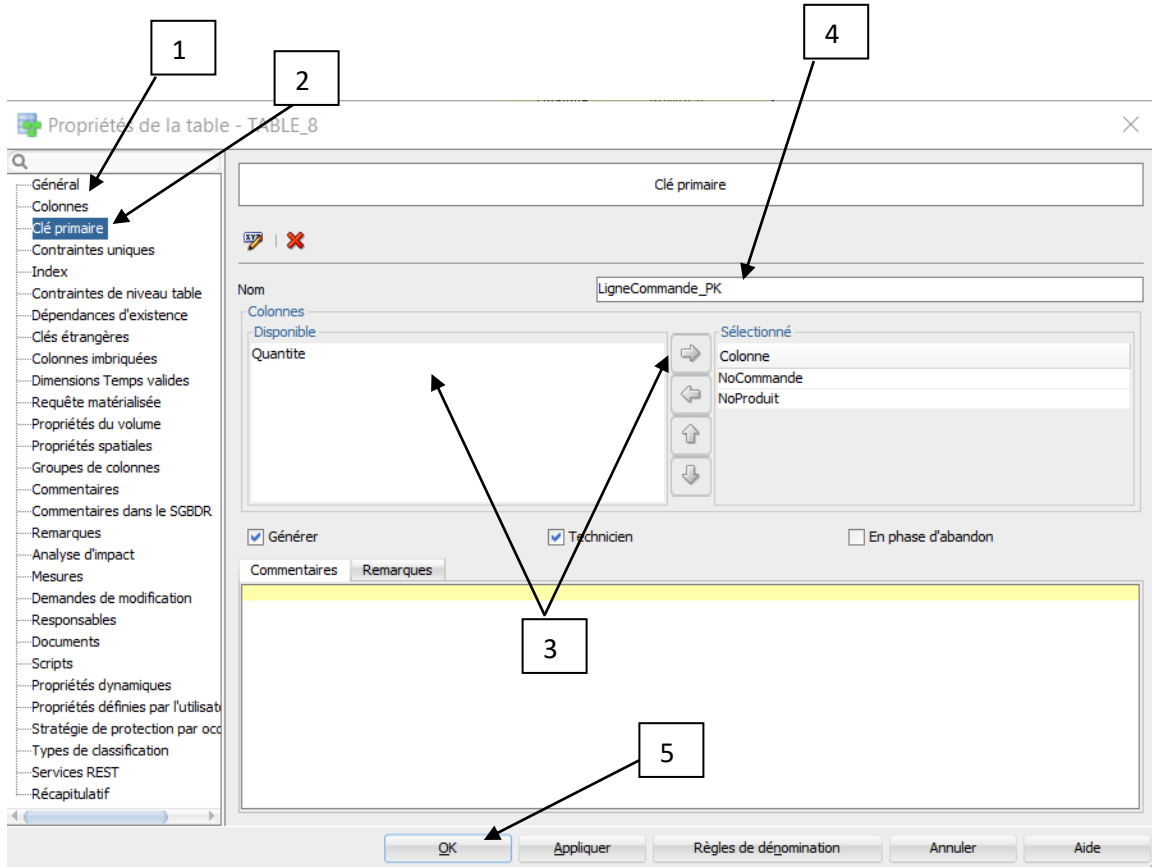 1
4
2
Propriétés de la table - TABLE_8
Général
Colonnes
Clé primaire
Contraintes uniques
Index
Contraintes de niveau table
Dépendances d'existence
Clés étrangères
Colonnes imbriquées
Dimensions Temps valides
Requête matérialisée
Propriétés du volume
Propriétés spatiales
Groupes de colonnes
Commentaires
Commentaires dans le SGBDR
Remarques
Analyse d'impact
Mesures
Demandes de modification
Responsables
Documents
Scripts
Propriétés dynamiques
Propriétés définies par l'utilisat
Stratégie de protection par occ
Types de classification
Services REST
Récapitulatif
Clé primaire
Nom
LigneCommande_PK
Colonnes
Disponible
Quantite
Sélectionné
Colonne
NoCommande
NoProduit
Générer
Technicien
En phase d'abandon
Commentaires
Remarques
3
5
OK
Appliquer
Règles de dénomination
Annuler
Aide